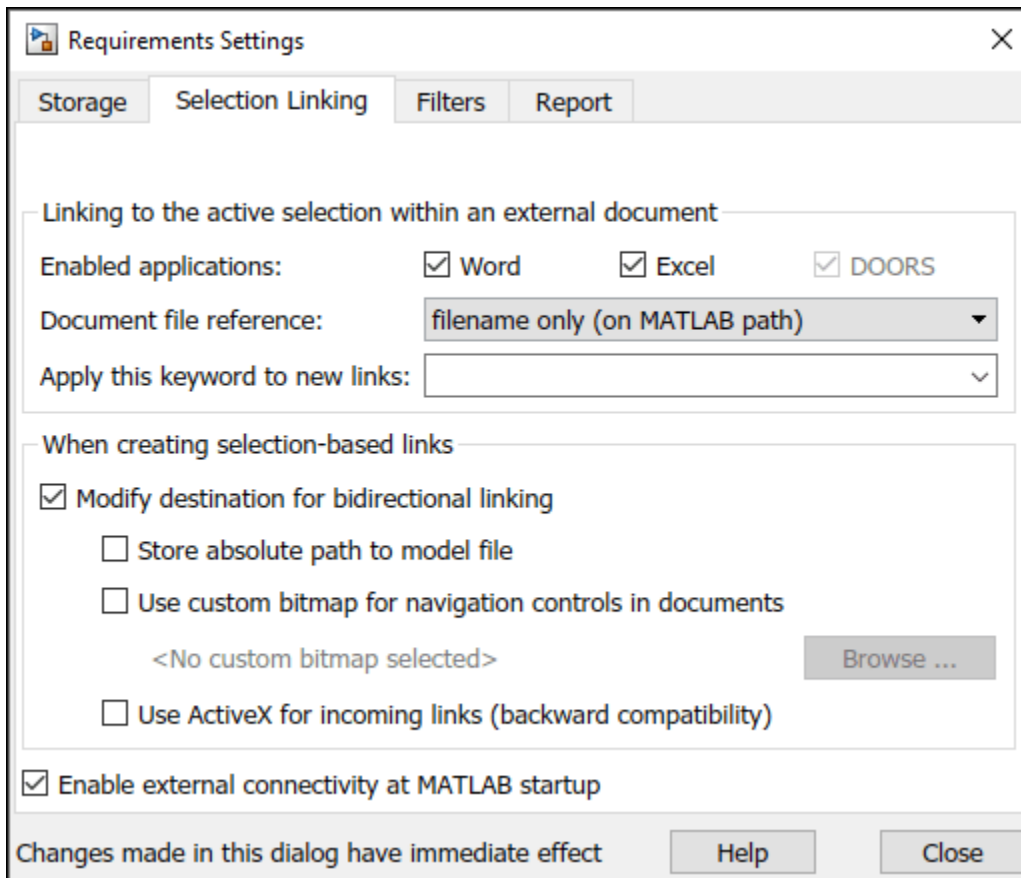 Requirements Settings
Storage Selection Linking Filters Report
Linking to the active selection within an external document
Enabled applications: Word Excel DOORS
Document file reference: filename only (on MATLAB path)
Apply this keyword to new links:
When creating selection-based links
Modify destination for bidirectional linking
Store absolute path to model file
Use custom bitmap for navigation controls in documents
<No custom bitmap selected> Browse ...
Use ActiveX for incoming links (backward compatibility)
Enable external connectivity at MATLAB startup
Changes made in this dialog have immediate effect Help Close